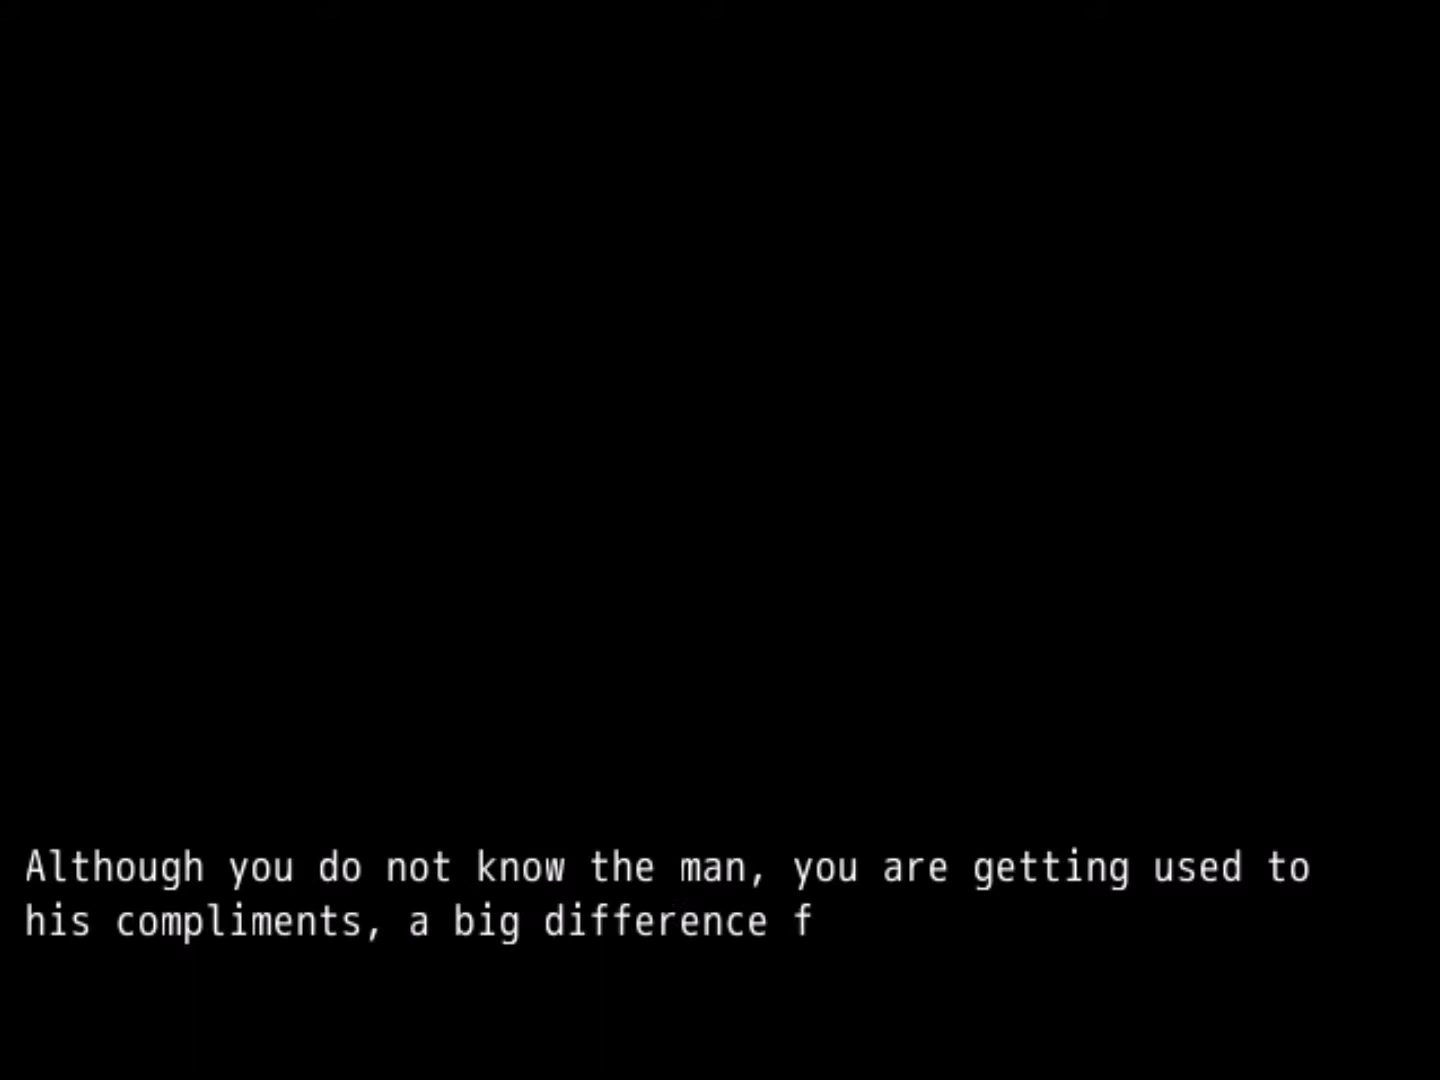 Although you do not know the man, you are getting used to
his compliments, a big difference f